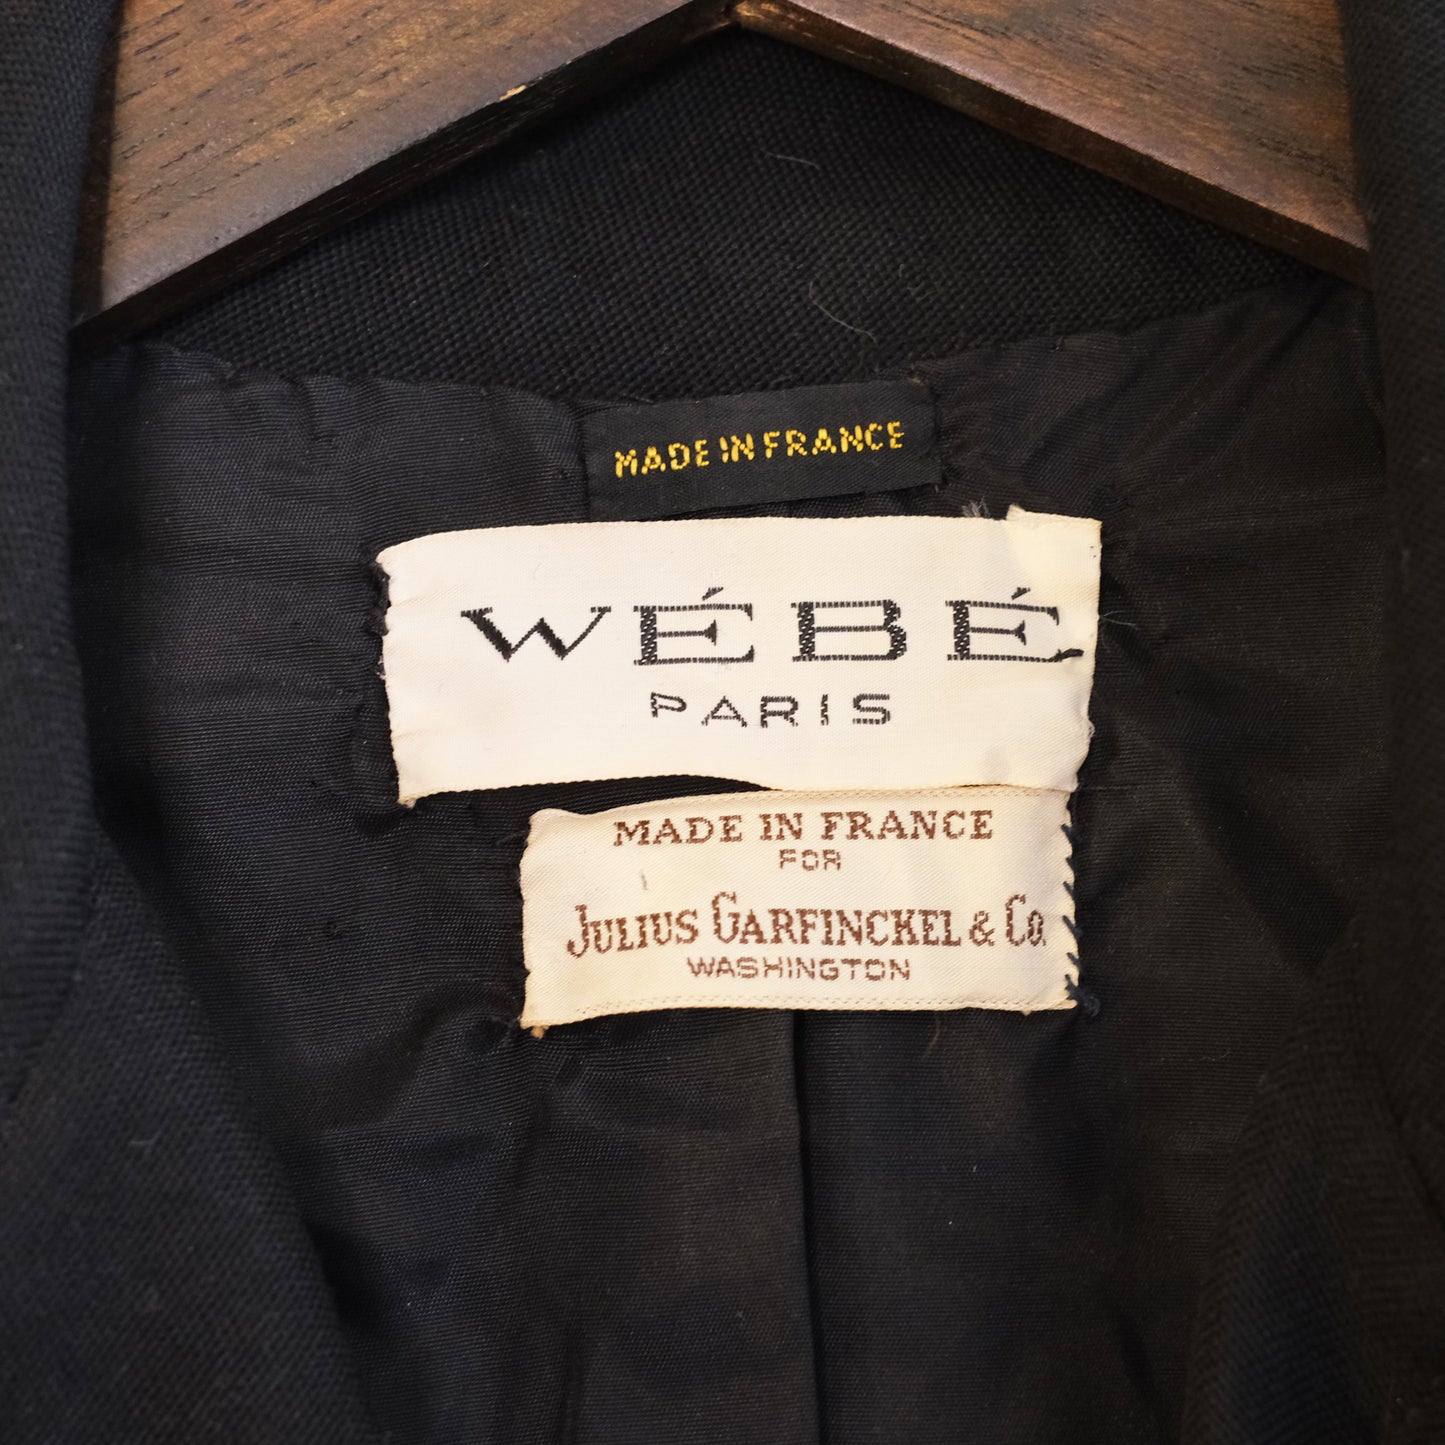 MADE IN FRANCE
WÉBÉ
PARIS
MADE IN FRANCE
FOR
JULIUS GARFINCKEL & Co.
WASHINGTON